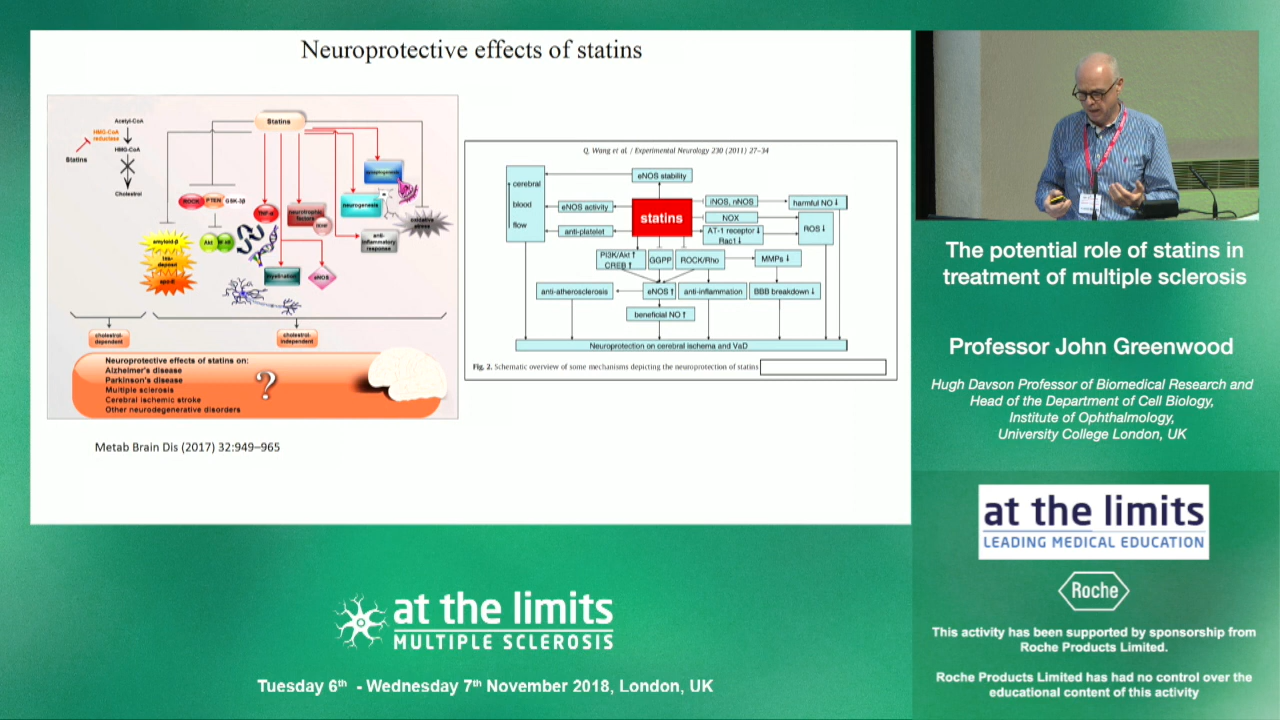 Neuroprotective effects of statins
Acetyl-CoA
HMG-CoA
reductase
Statins
HMG-CoA
Cholestrol
Statins
ROCK
PTEN
GSK-3β
Akt
TNF-α
neurotrophic
factors
BDNF
synaptogenesis
neurogenesis
oxidative
stress
anti-
inflammatory
response
amyloid-β
tau
deposit
apo-E
myelination
eNOS
cholestrol-
dependent
cholestrol-
independent
Neuroprotective effects of statins on:
Alzheimer's disease
Parkinson's disease
Multiple sclerosis
Cerebral ischemic stroke
Other neurodegenerative disorders
?
Metab Brain Dis (2017) 32:949–965
Q. Wang et al. / Experimental Neurology 230 (2011) 27–34
↑ cerebral
blood
flow
eNOS stability
eNOS activity
anti-platelet
statins
iNOS, nNOS
NOX
AT-1 receptor ↓
Rac1 ↓
harmful NO ↓
ROS ↓
PI3K/Akt ↑
CREB ↑
GGPP
ROCK/Rho
MMPs ↓
anti-atherosclerosis
eNOS ↑
anti-inflammation
BBB breakdown ↓
beneficial NO ↑
Neuroprotection on cerebral ischema and VaD
Fig. 2. Schematic overview of some mechanisms depicting the neuroprotection of statins
The potential role of statins in
treatment of multiple sclerosis
Professor John Greenwood
Hugh Davson Professor of Biomedical Research and
Head of the Department of Cell Biology,
Institute of Ophthalmology,
University College London, UK
at the limits
LEADING MEDICAL EDUCATION
Roche
This activity has been supported by sponsorship from
Roche Products Limited.
Roche Products Limited has had no control over the
educational content of this activity
at the limits
MULTIPLE SCLEROSIS
Tuesday 6th - Wednesday 7th November 2018, London, UK